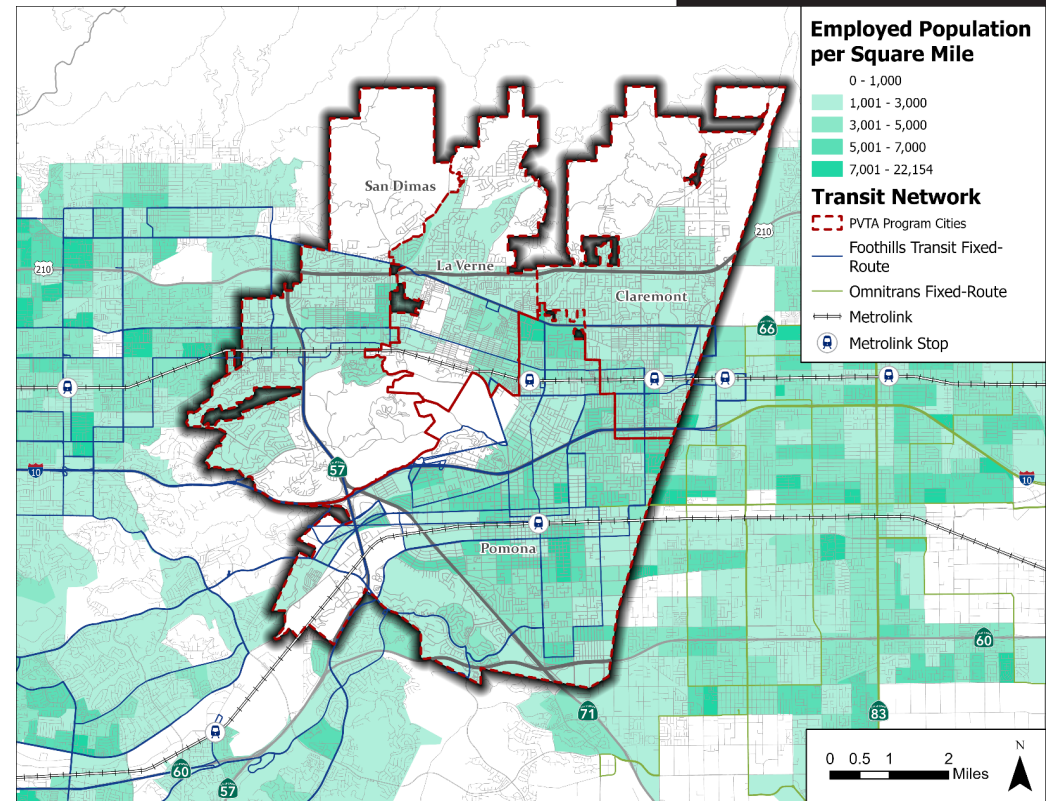 Employed Population
per Square Mile
0 - 1,000
1,001 - 3,000
3,001 - 5,000
5,001 - 7,000
7,001 - 22,154
Transit Network
PVTA Program Cities
Foothills Transit Fixed-
Route
Omnitrans Fixed-Route
Metrolink
Metrolink Stop
San Dimas
210
La Verne
210
Claremont
66
57
10
10
Pomona
60
71
83
60
57
0 0.5 1 2
Miles
N